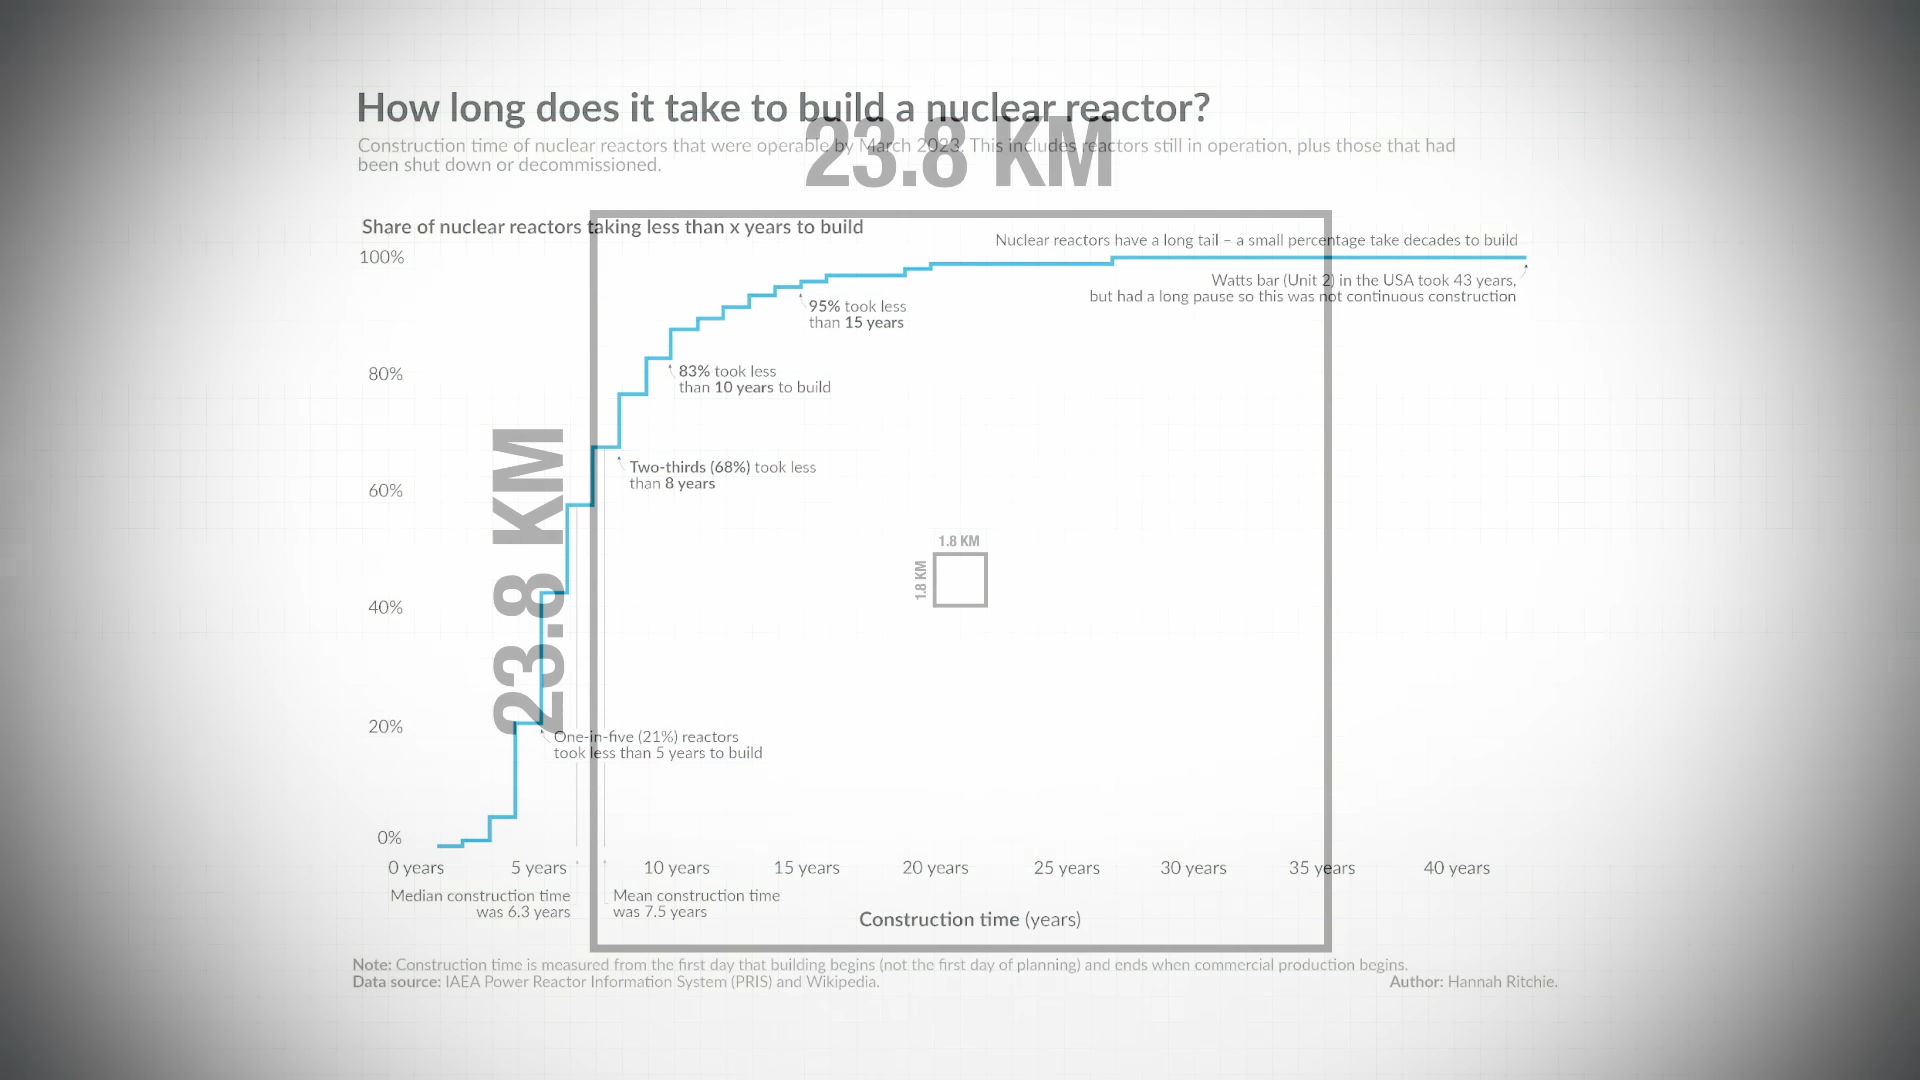 How long does it take to build a nuclear reactor?
23.8 KM
Construction time of nuclear reactors that were operable by March 2023. This includes reactors still in operation, plus those that had
been shut down or decommissioned.
Share of nuclear reactors taking less than x years to build
100%
80%
60%
40%
20%
0%
Nuclear reactors have a long tail – a small percentage take decades to build
Watts bar (Unit 2) in the USA took 43 years,
but had a long pause so this was not continuous construction
95% took less
than 15 years
83% took less
than 10 years to build
Two-thirds (68%) took less
than 8 years
23.8 KM
1.8 KM
1.8 KM
One-in-five (21%) reactors
took less than 5 years to build
0 years
5 years
10 years
15 years
20 years
25 years
30 years
35 years
40 years
Median construction time
was 6.3 years
Mean construction time
was 7.5 years
Construction time (years)
Note: Construction time is measured from the first day that building begins (not the first day of planning) and ends when commercial production begins.
Data source: IAEA Power Reactor Information System (PRIS) and Wikipedia.
Author: Hannah Ritchie.